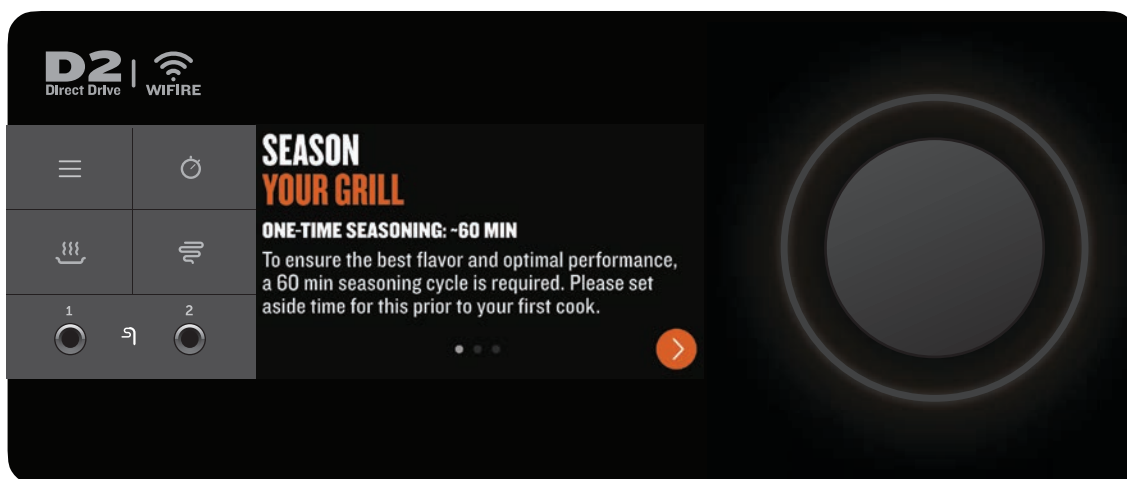 D2
Direct Drive
WIFIRE
SEASON
YOUR GRILL
ONE-TIME SEASONING: ~60 MIN
To ensure the best flavor and optimal performance,
a 60 min seasoning cycle is required. Please set
aside time for this prior to your first cook.
1
2